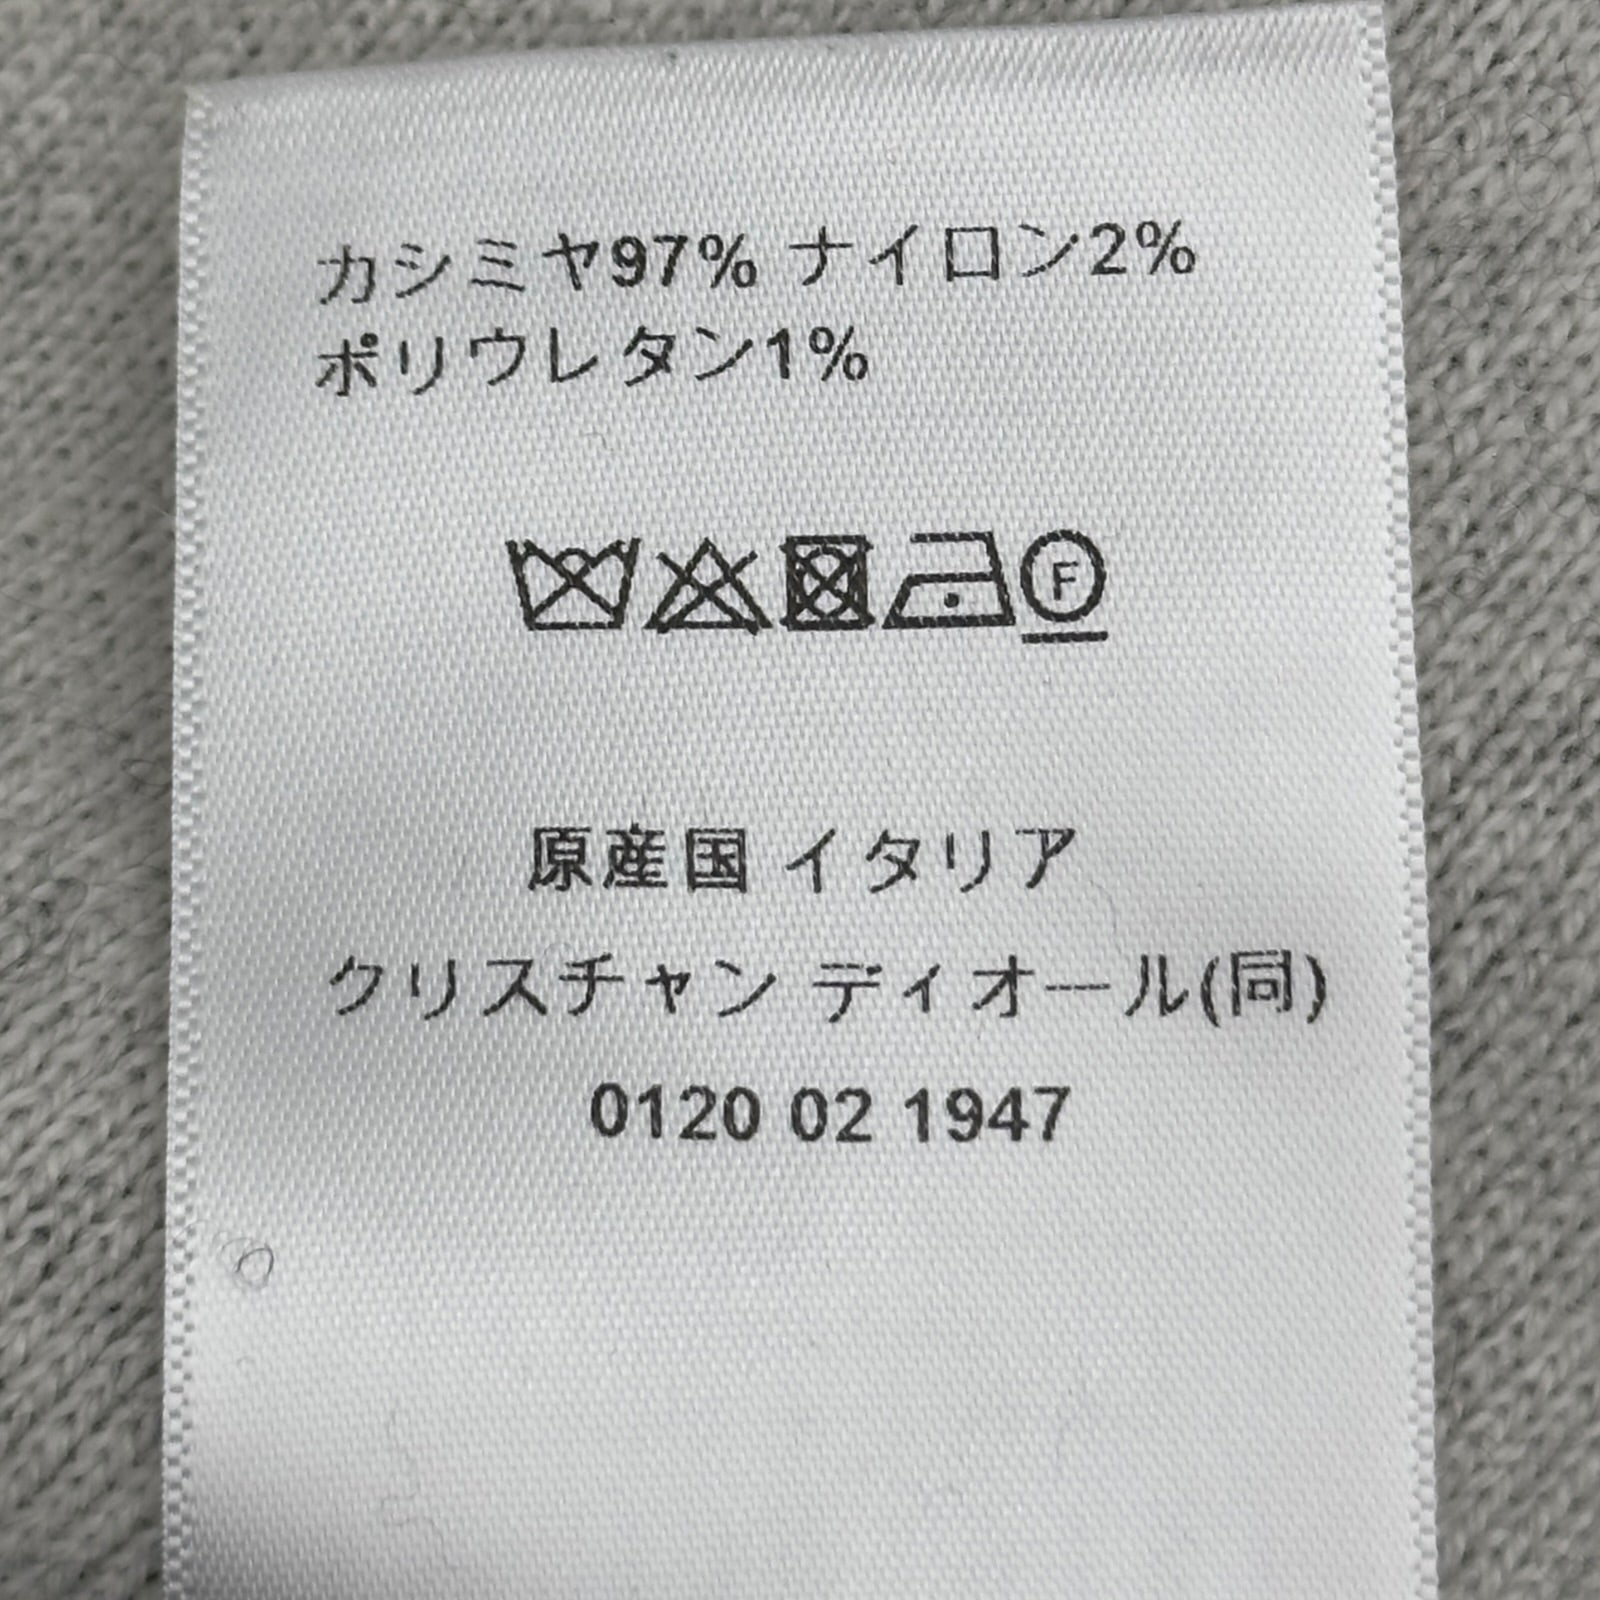 カシミヤ97% ナイロン2%
ポリウレタン1%
F
原産国 イタリア
クリスチャン ディオール(同)
0120 02 1947